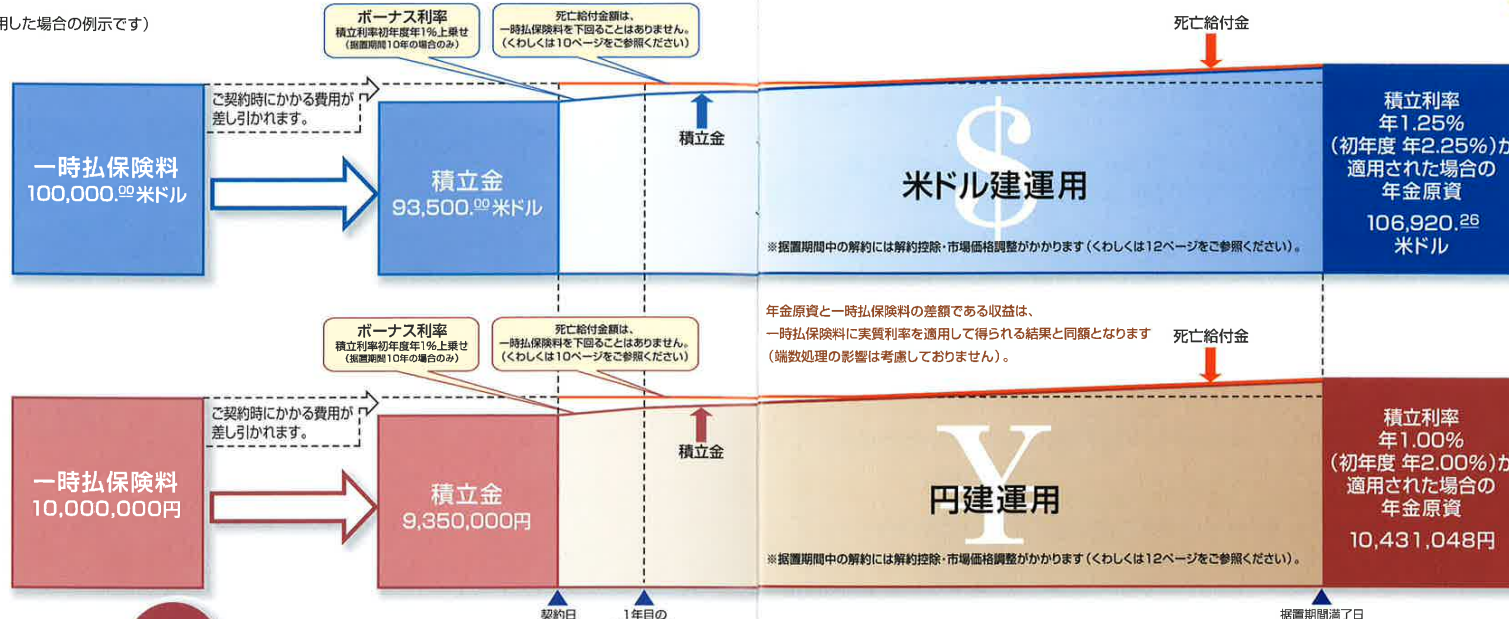 用した場合の例示です）
ボーナス利率
積立利率初年度年1%上乗せ
（据置期間10年の場合のみ）
死亡給付金額は、
一時払保険料を下回ることはありません。
（くわしくは10ページをご参照ください）
死亡給付金
ご契約時にかかる費用が
差し引かれます。
一時払保険料
100,000.00米ドル
積立金
93,500.00米ドル
積立金
$
米ドル建運用
※据置期間中の解約には解約控除・市場価格調整がかかります（くわしくは12ページをご参照ください）。
積立利率
年1.25%
（初年度 年2.25%）が
適用された場合の
年金原資
106,920.26
米ドル
年金原資と一時払保険料の差額である収益は、
一時払保険料に実質利率を適用して得られる結果と同額となります
（端数処理の影響は考慮しておりません）。
ボーナス利率
積立利率初年度年1%上乗せ
（据置期間10年の場合のみ）
死亡給付金額は、
一時払保険料を下回ることはありません。
（くわしくは10ページをご参照ください）
死亡給付金
ご契約時にかかる費用が
差し引かれます。
一時払保険料
10,000,000円
積立金
9,350,000円
積立金
Y
円建運用
※据置期間中の解約には解約控除・市場価格調整がかかります（くわしくは12ページをご参照ください）。
積立利率
年1.00%
（初年度 年2.00%）が
適用された場合の
年金原資
10,431,048円
契約日
1年目の
据置期間満了日